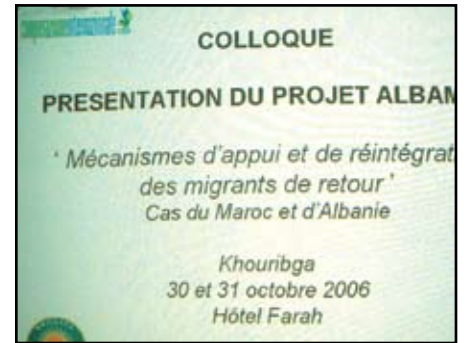 COLLOQUE
PRESENTATION DU PROJET ALBAM
' Mécanismes d'appui et de réintégrat
des migrants de retour '
Cas du Maroc et d'Albanie
Khouribga
30 et 31 octobre 2006
Hôtel Farah